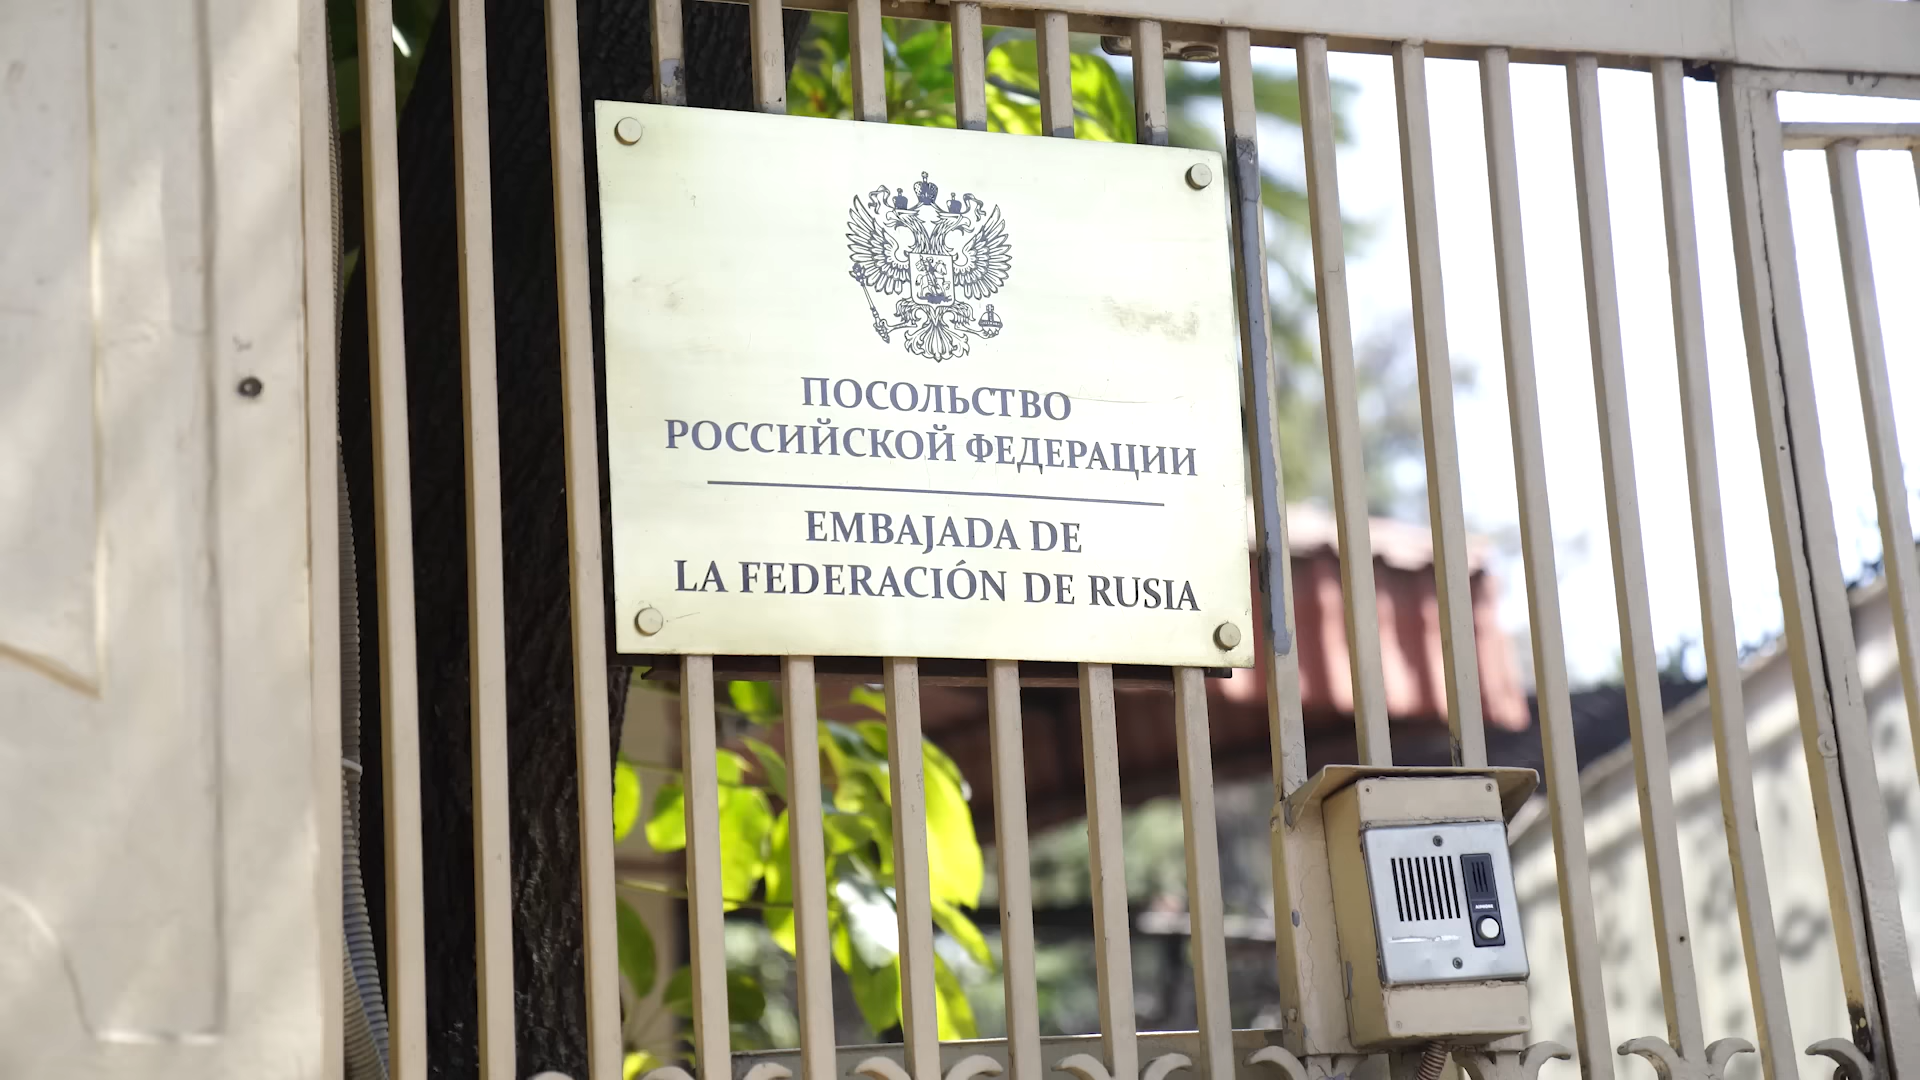 ПОСОЛЬСТВО
РОССИЙСКОЙ ФЕДЕРАЦИИ
EMBAJADA DE
LA FEDERACIÓN DE RUSIA